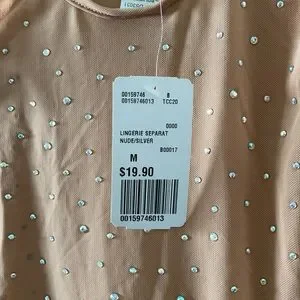 00159746 B
00159746013 TCC20
0000
LINGERIE SEPARAT
NUDE/SILVER
B00017
M
$19.90
00159746013